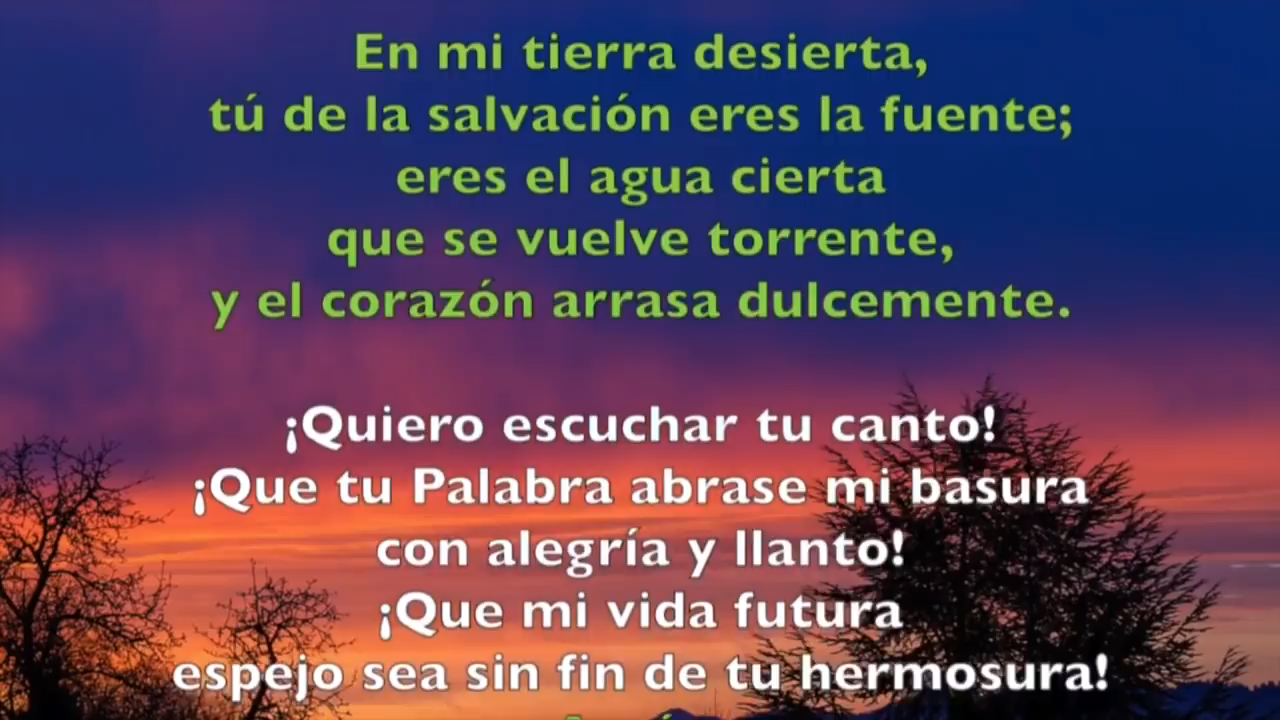 En mi tierra desierta,
tú de la salvación eres la fuente;
eres el agua cierta
que se vuelve torrente,
y el corazón arrasa dulcemente.
¡Quiero escuchar tu canto!
¡Que tu Palabra abrase mi basura
con alegría y llanto!
¡Que mi vida futura
espejo sea sin fin de tu hermosura!